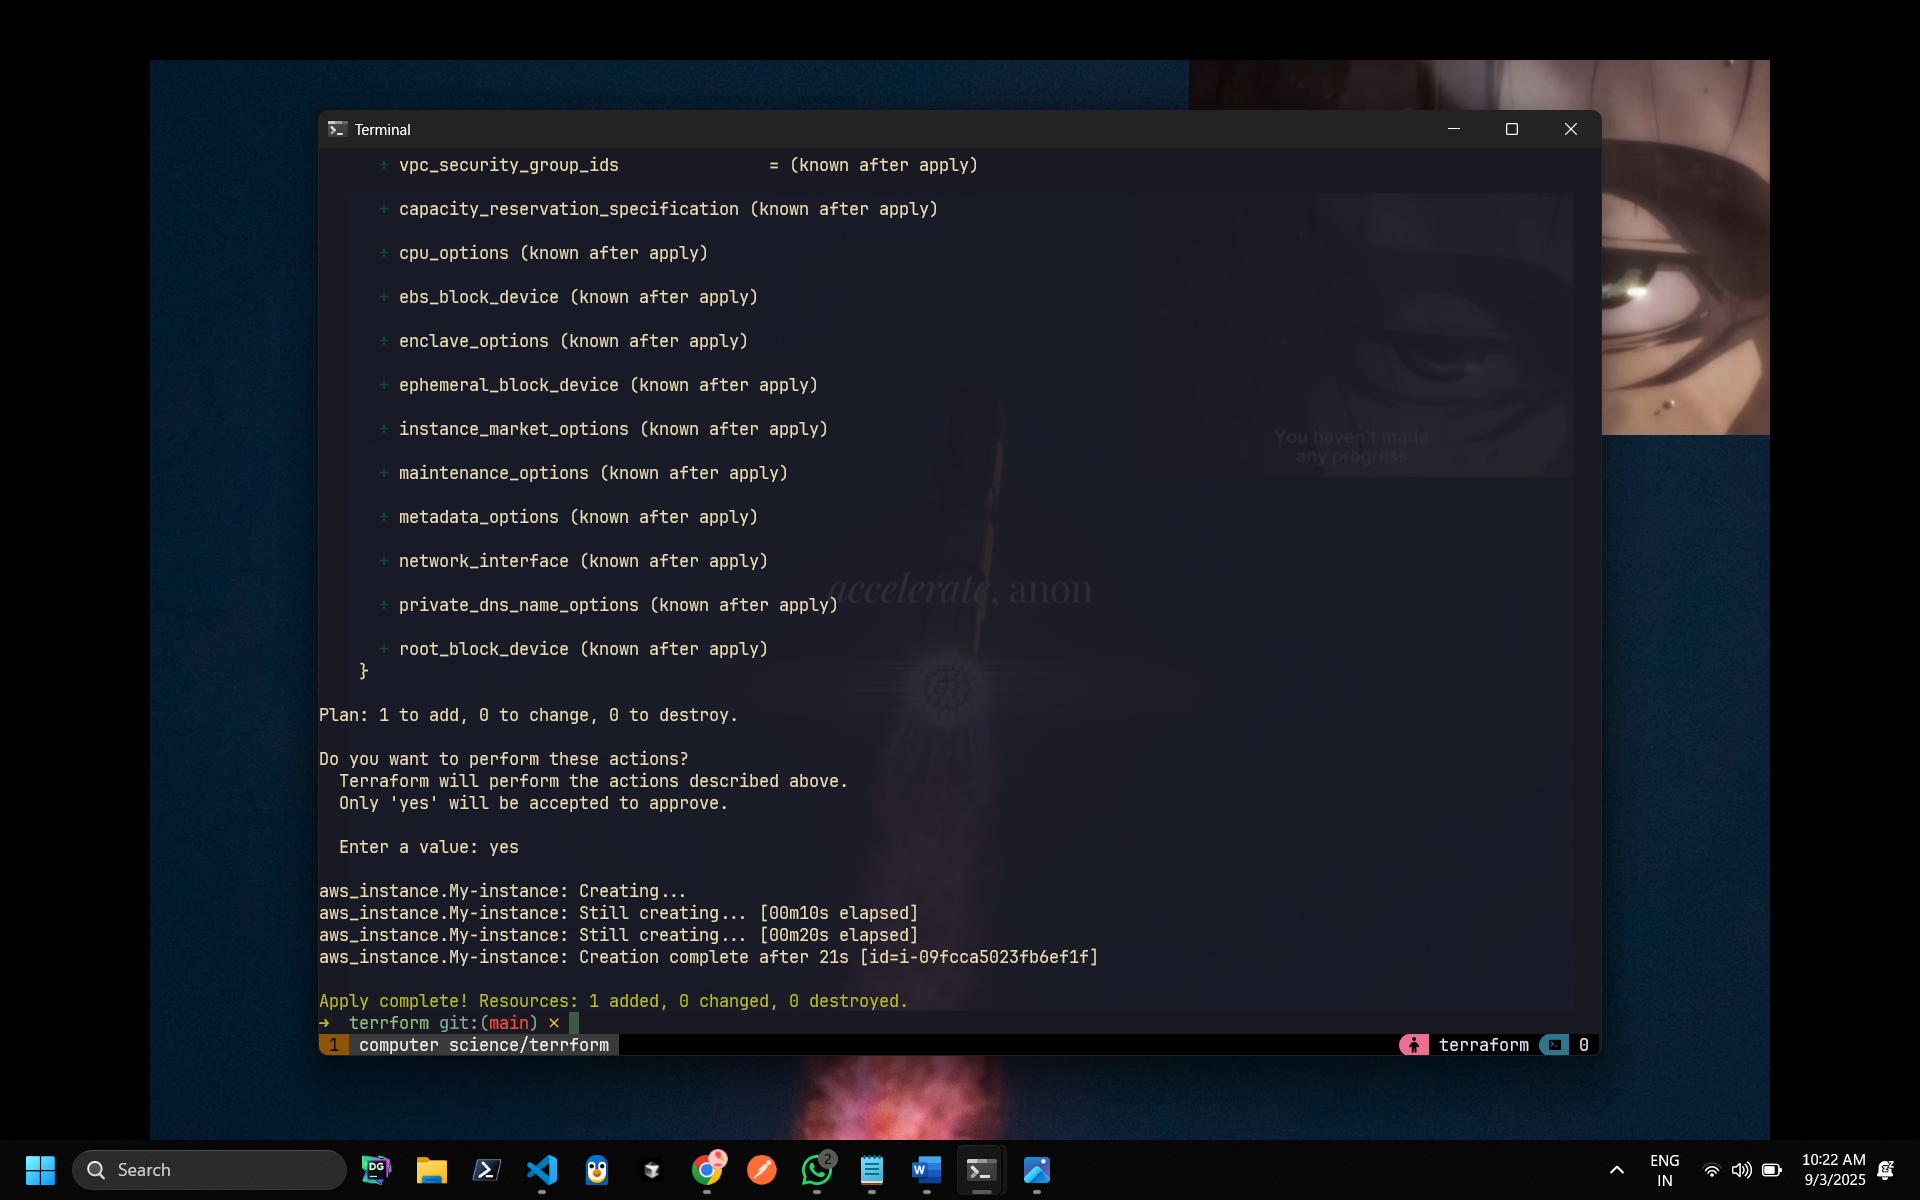 Terminal
+ vpc_security_group_ids = (known after apply)
+ capacity_reservation_specification (known after apply)
+ cpu_options (known after apply)
+ ebs_block_device (known after apply)
+ enclave_options (known after apply)
+ ephemeral_block_device (known after apply)
+ instance_market_options (known after apply)
+ maintenance_options (known after apply)
+ metadata_options (known after apply)
+ network_interface (known after apply)
+ private_dns_name_options (known after apply)
+ root_block_device (known after apply)
}
You haven't made
any progress
accelerate, anon
Plan: 1 to add, 0 to change, 0 to destroy.
Do you want to perform these actions?
Terraform will perform the actions described above.
Only 'yes' will be accepted to approve.
Enter a value: yes
aws_instance.My-instance: Creating...
aws_instance.My-instance: Still creating... [00m10s elapsed]
aws_instance.My-instance: Still creating... [00m20s elapsed]
aws_instance.My-instance: Creation complete after 21s [id=i-09fcca5023fb6ef1f]
Apply complete! Resources: 1 added, 0 changed, 0 destroyed.
→ terrform git:(main) ×
1 computer science/terrform
terraform 0
Search
DG
W
2
ENG
IN
10:22 AM
9/3/2025